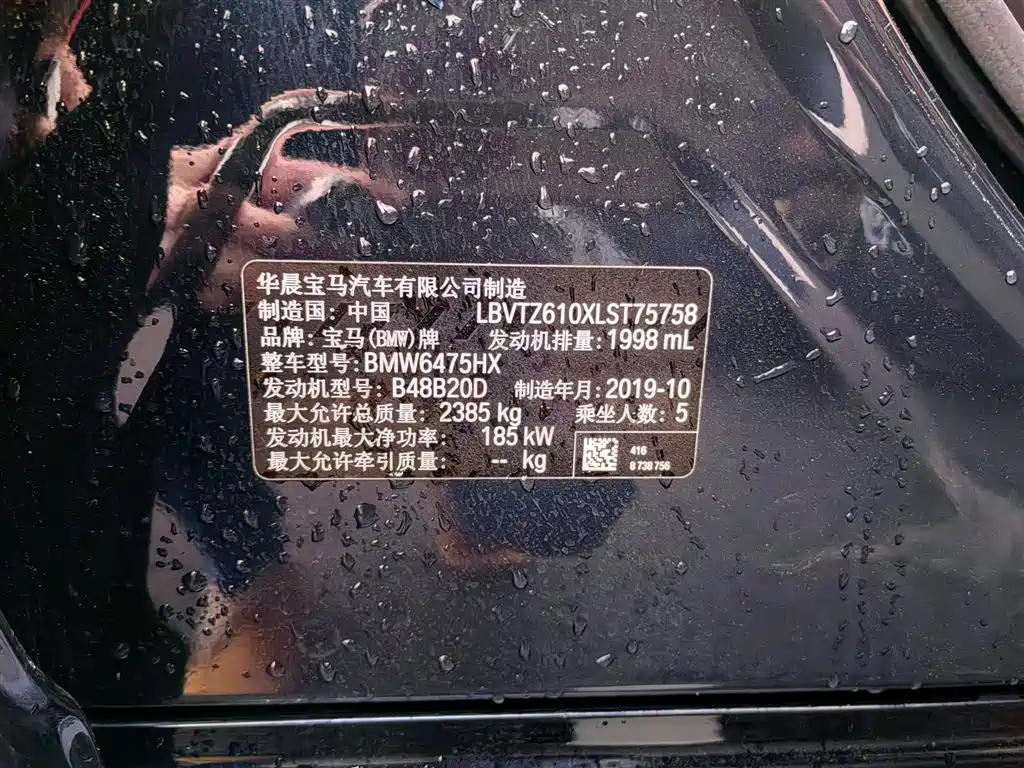 华晨宝马汽车有限公司制造
制造国：中国 LBVTZ610XLST75758
品牌：宝马(BMW)牌 发动机排量：1998 mL
整车型号：BMW6475HX
发动机型号：B48B20D 制造年月：2019-10
最大允许总质量：2385 kg 乘坐人数：5
发动机最大净功率：185 kW
最大允许牵引质量：-- kg
416
8 738 756